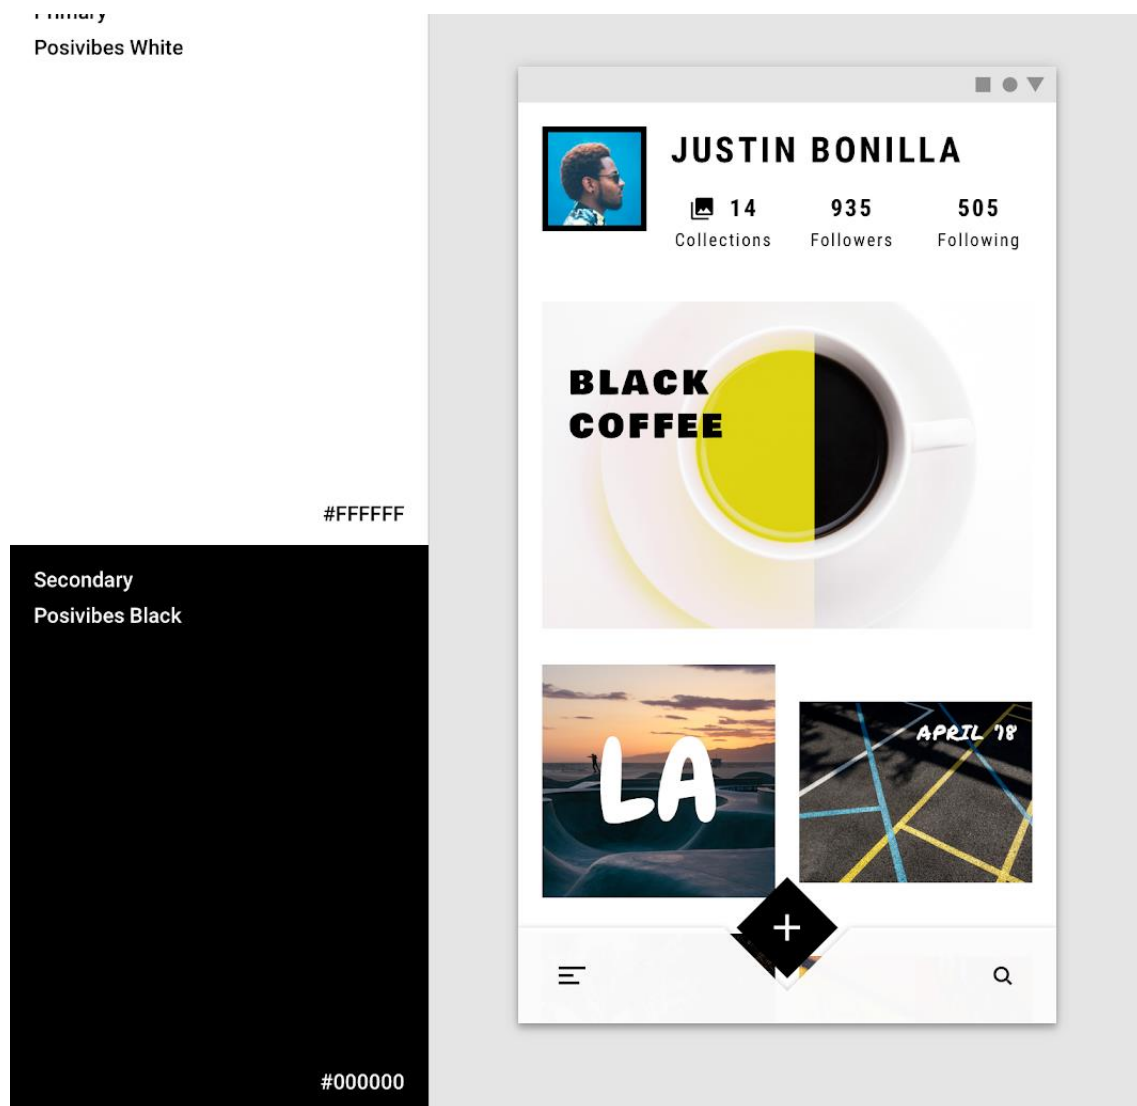 Primary
Posivibes White
#FFFFFF
Secondary
Posivibes Black
#000000
JUSTIN BONILLA
14
935
505
Collections
Followers
Following
BLACK
COFFEE
LA
APRIL '18